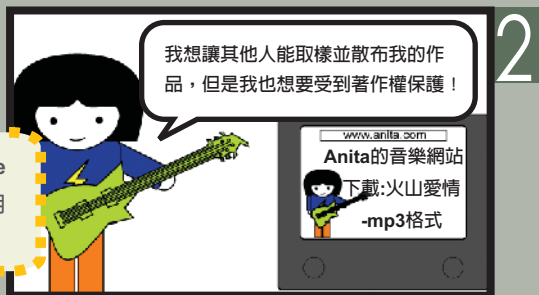 2
我想讓其他人能取樣並散布我的作
品，但是我也想要受到著作權保護！
www.anita.com
Anita的音樂網站
下載:火山愛情
-mp3格式
e